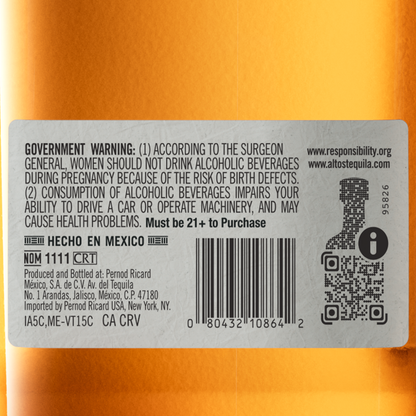 GOVERNMENT WARNING: (1) ACCORDING TO THE SURGEON
GENERAL, WOMEN SHOULD NOT DRINK ALCOHOLIC BEVERAGES
DURING PREGNANCY BECAUSE OF THE RISK OF BIRTH DEFECTS.
(2) CONSUMPTION OF ALCOHOLIC BEVERAGES IMPAIRS YOUR
ABILITY TO DRIVE A CAR OR OPERATE MACHINERY, AND MAY
CAUSE HEALTH PROBLEMS. Must be 21+ to Purchase
HECHO EN MEXICO
NOM 1111 CRT
Produced and Bottled at: Pernod Ricard
México, S.A. de C.V. Av. del Tequila
No. 1 Arandas, Jalisco, México, C.P. 47180
Imported by Pernod Ricard USA, New York, NY.
IA5C,ME-VT15C CA CRV
0 80432 10864 2
www.responsibility.org
www.altostequila.com
95826
i